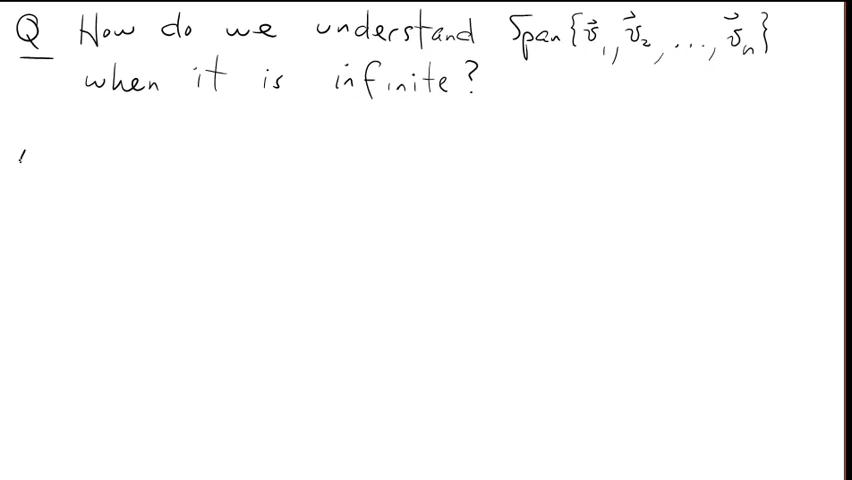 Q How do we understand Span{v⃗₁, v⃗₂, ..., v⃗ₙ}
when it is infinite?